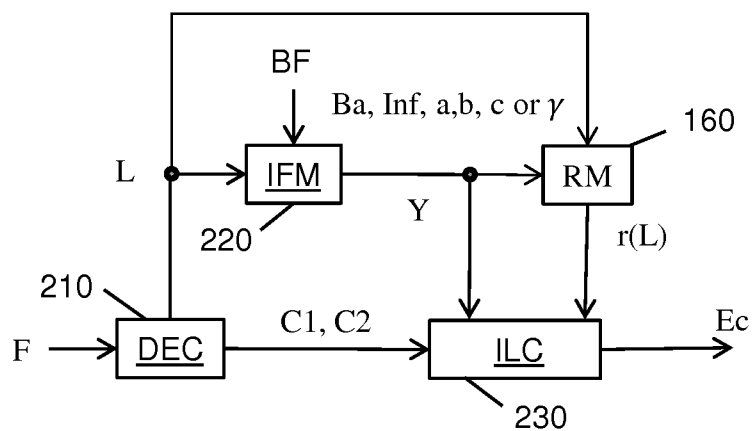 BF
Ba, Inf, a,b, c or γ
160
L
IFM
RM
Y
220
r(L)
210
C1, C2
Ec
F
DEC
ILC
230